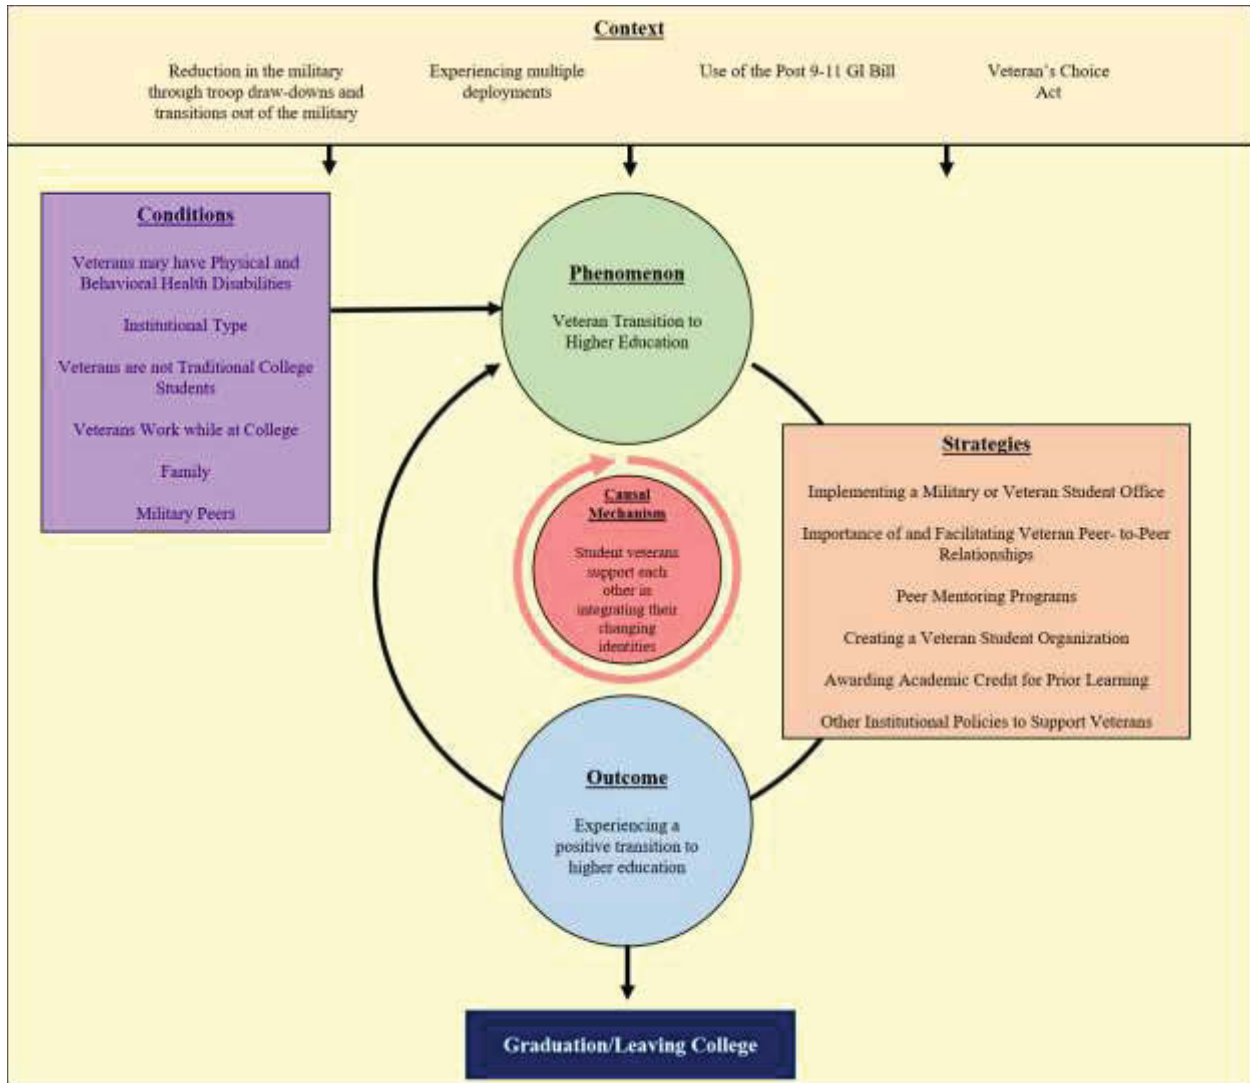 Context
Reduction in the military
through troop draw-downs and
transitions out of the military
Experiencing multiple
deployments
Use of the Post 9-11 GI Bill
Veteran's Choice
Act
Conditions
Veterans may have Physical and
Behavioral Health Disabilities
Institutional Type
Veterans are not Traditional College
Students
Veterans Work while at College
Family
Military Peers
Phenomenon
Veteran Transition to
Higher Education
Causal
Mechanism
Student veterans
support each
other in
integrating their
changing
identities
Strategies
Implementing a Military or Veteran Student Office
Importance of and Facilitating Veteran Peer- to-Peer
Relationships
Peer Mentoring Programs
Creating a Veteran Student Organization
Awarding Academic Credit for Prior Learning
Other Institutional Policies to Support Veterans
Outcome
Experiencing a
positive transition to
higher education
Graduation/Leaving College